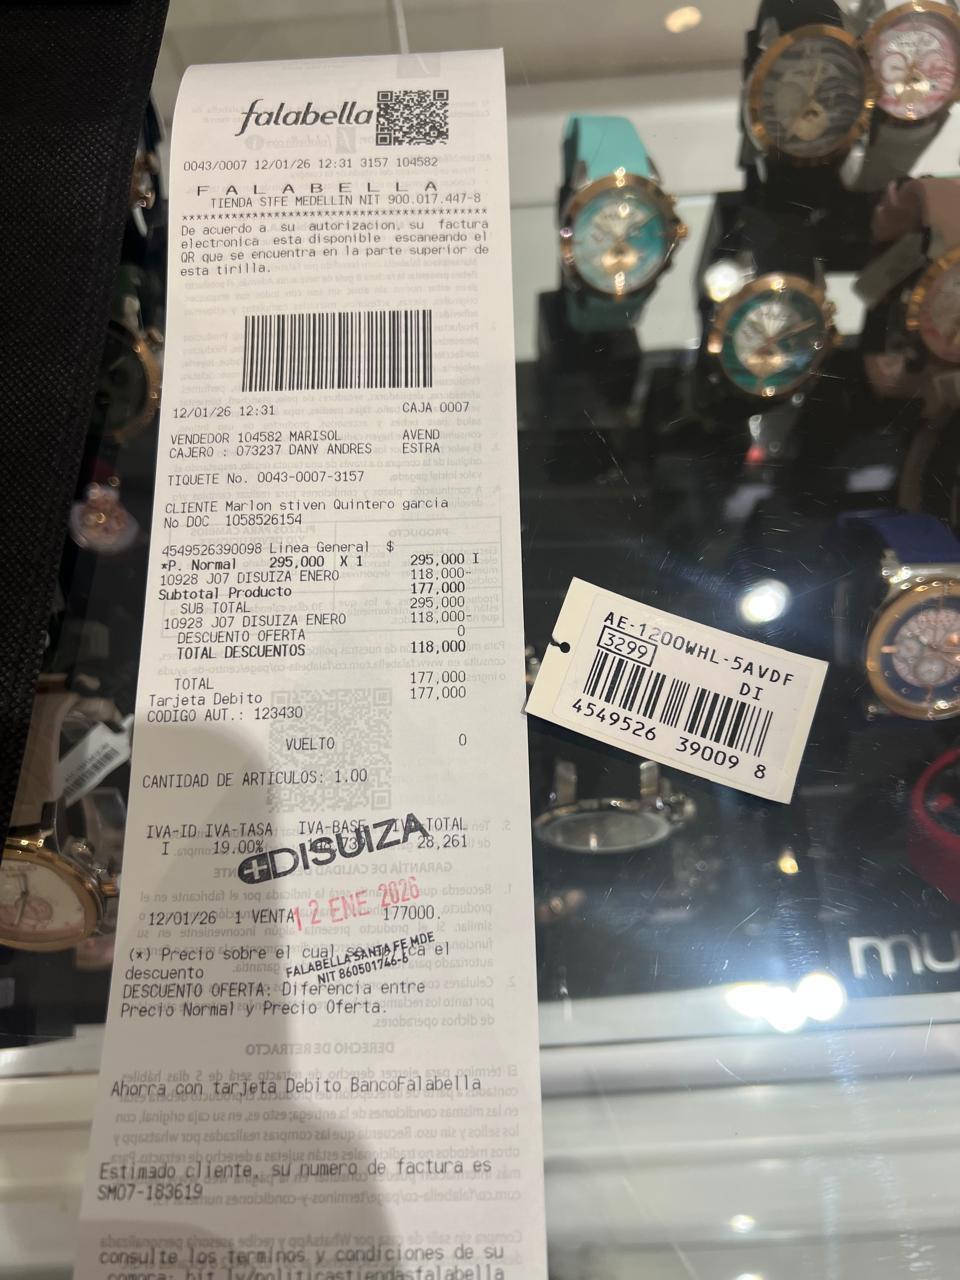 falabella
0043/0007 12/01/26 12:31 3157 104582
F A L A B E L L A
TIENDA STFE MEDELLIN NIT 900.017.447-8
De acuerdo a su autorizacion, su factura
electronica esta disponible escaneando el
QR que se encuentra en la parte superior de
esta tirilla.
12/01/26 12:31 CAJA 0007
VENDEDOR 104582 MARISOL AVEND
CAJERO : 073237 DANY ANDRES ESTRA
TIQUETE No. 0043-0007-3157
CLIENTE Marlon stiven Quintero garcia
No DOC 1058526154
4549526390098 Linea General $
*P. Normal 295,000 X 1 295,000 I
10928 J07 DISUIZA ENERO 118,000-
Subtotal Producto 177,000
SUB TOTAL 295,000
10928 J07 DISUIZA ENERO 118,000-
DESCUENTO OFERTA 0
TOTAL DESCUENTOS 118,000
TOTAL 177,000
Tarjeta Debito 177,000
CODIGO AUT.: 123430
VUELTO 0
CANTIDAD DE ARTICULOS: 1.00
IVA-ID IVA-TASA IVA-BASE IVA-TOTAL
I 19.00% 28,261
DISUIZA
12 ENE 2026
12/01/26 1 VENTA 177000.
FALABELLA SANTA FE MDE
NIT 860501746-6
(*) Precio sobre el cual se aplica el
descuento
DESCUENTO OFERTA: Diferencia entre
Precio Normal y Precio Oferta.
Ahorra con tarjeta Debito BancoFalabella
Estimado cliente, su numero de factura es
SM07-183619
consulte los terminos y condiciones de su
compra: bit.ly/politicastiendasfalabella
AE-1200WHL-5AVDF
3299 DI
4549526 39009 8
mu